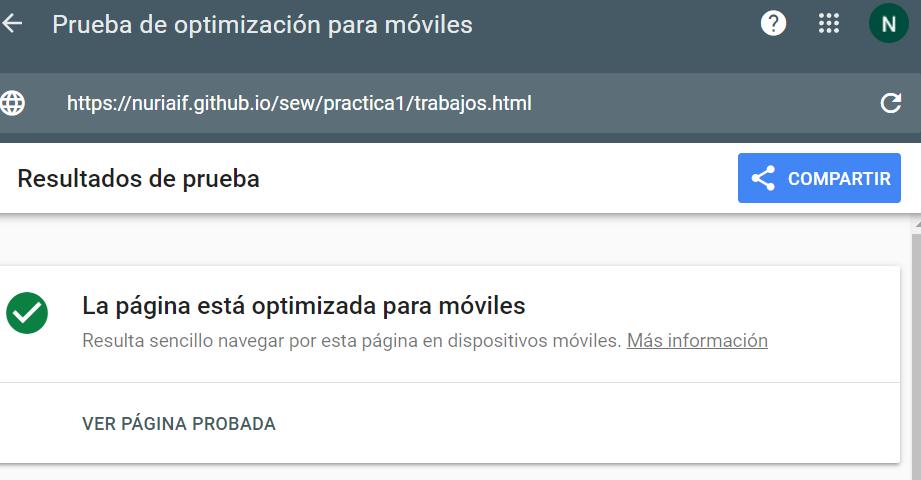 Prueba de optimización para móviles
?
N
https://nuriaif.github.io/sew/practica1/trabajos.html
Resultados de prueba
COMPARTIR
La página está optimizada para móviles
Resulta sencillo navegar por esta página en dispositivos móviles. Más información
VER PÁGINA PROBADA